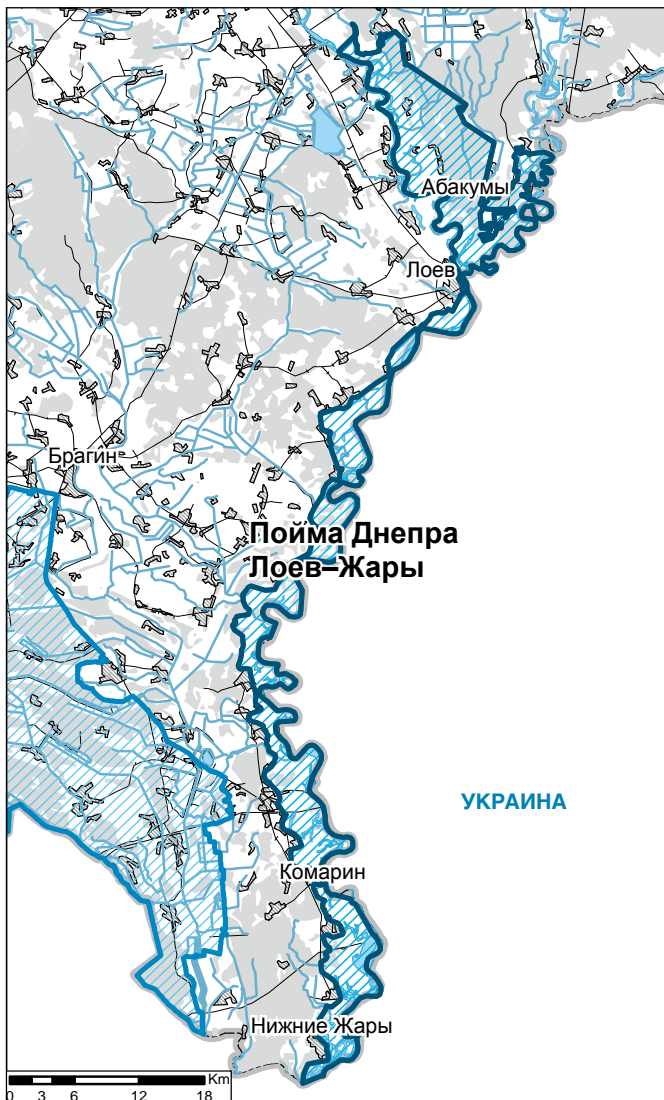 Абакумы
Лоев
Брагин
Пойма Днепра
Лоев–Жары
УКРАИНА
Комарин
Нижние Жары
Km
0 3 6 12 18